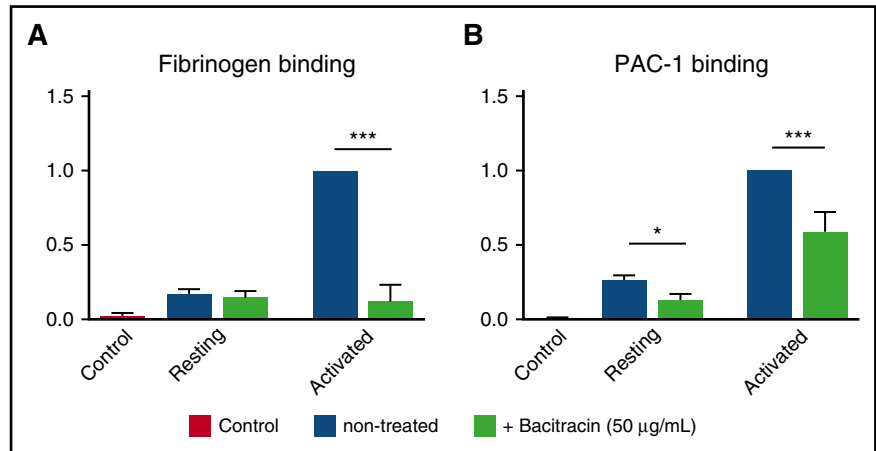 A
Fibrinogen binding
1.5
1.0
0.5
0.0
***
Control
Resting
Activated
B
PAC-1 binding
1.5
1.0
0.5
0.0
*
***
Control
Resting
Activated
Control
non-treated
+ Bacitracin (50 μg/mL)